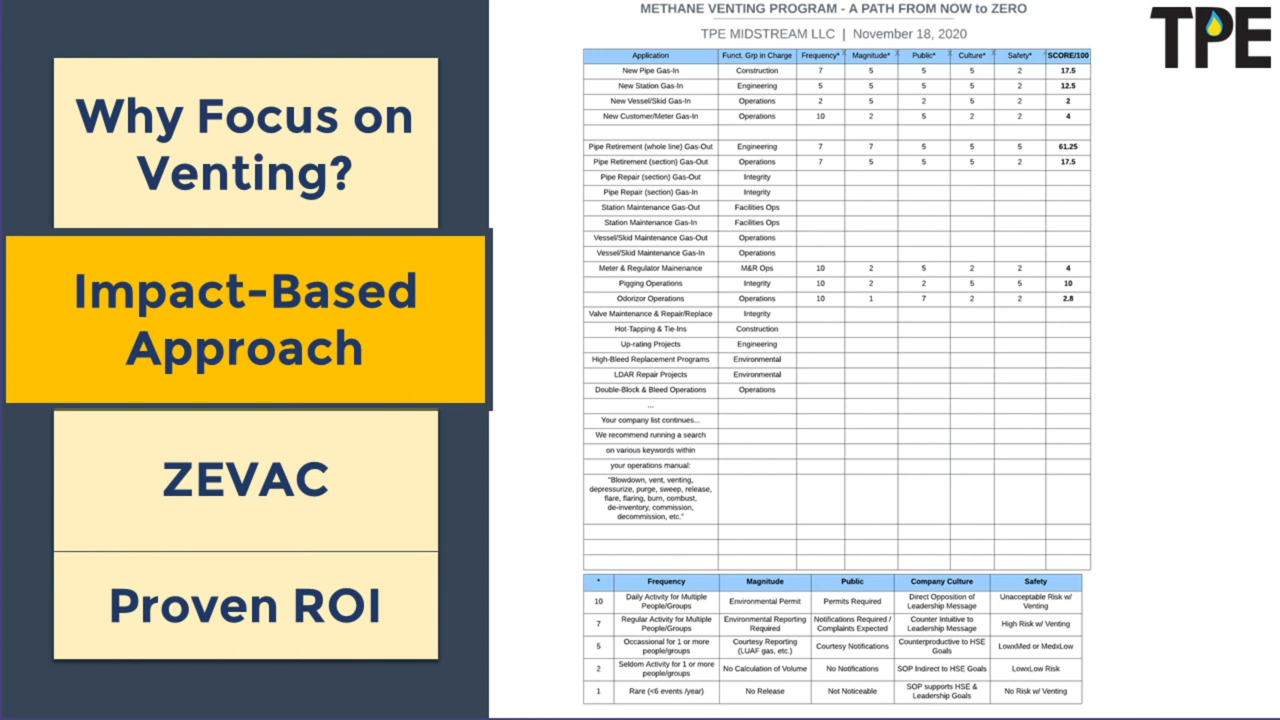 Why Focus on
Venting?
Impact-Based
Approach
ZEVAC
Proven ROI
METHANE VENTING PROGRAM - A PATH FROM NOW to ZERO
TPE MIDSTREAM LLC | November 18, 2020
TPE
Application Funct. Grp in Charge Frequency* Magnitude* Public* Culture* Safety* SCORE/100
New Pipe Gas-In Construction 7 5 5 5 2 17.5
New Station Gas-In Engineering 5 5 5 5 2 12.5
New Vessel/Skid Gas-In Operations 2 5 2 5 2 2
New Customer/Meter Gas-In Operations 10 2 5 2 2 4
Pipe Retirement (whole line) Gas-Out Engineering 7 7 5 5 5 61.25
Pipe Retirement (section) Gas-Out Operations 7 5 5 5 2 17.5
Pipe Repair (section) Gas-Out Integrity
Pipe Repair (section) Gas-In Integrity
Station Maintenance Gas-Out Facilities Ops
Station Maintenance Gas-In Facilities Ops
Vessel/Skid Maintenance Gas-Out Operations
Vessel/Skid Maintenance Gas-In Operations
Meter & Regulator Mainenance M&R Ops 10 2 5 2 2 4
Pigging Operations Integrity 10 2 2 5 5 10
Odorizor Operations Operations 10 1 7 2 2 2.8
Valve Maintenance & Repair/Replace Integrity
Hot-Tapping & Tie-Ins Construction
Up-rating Projects Engineering
High-Bleed Replacement Programs Environmental
LDAR Repair Projects Environmental
Double-Block & Bleed Operations Operations
...
Your company list continues...
We recommend running a search
on various keywords within
your operations manual:
"Blowdown, vent, venting,
depressurize, purge, sweep, release,
flare, flaring, burn, combust,
de-inventory, commission,
decommission, etc."
* Frequency Magnitude Public Company Culture Safety
10 Daily Activity for Multiple People/Groups Environmental Permit Permits Required Direct Opposition of Leadership Message Unacceptable Risk w/ Venting
7 Regular Activity for Multiple People/Groups Environmental Reporting Required Notifications Required / Complaints Expected Counter Intuitive to Leadership Message High Risk w/ Venting
5 Occassional for 1 or more people/groups Courtesy Reporting (LUAF gas, etc.) Courtesy Notifications Counterproductive to HSE Goals LowxMed or MedxLow
2 Seldom Activity for 1 or more people/groups No Calculation of Volume No Notifications SOP Indirect to HSE Goals LowxLow Risk
1 Rare (<6 events /year) No Release Not Noticeable SOP supports HSE & Leadership Goals No Risk w/ Venting